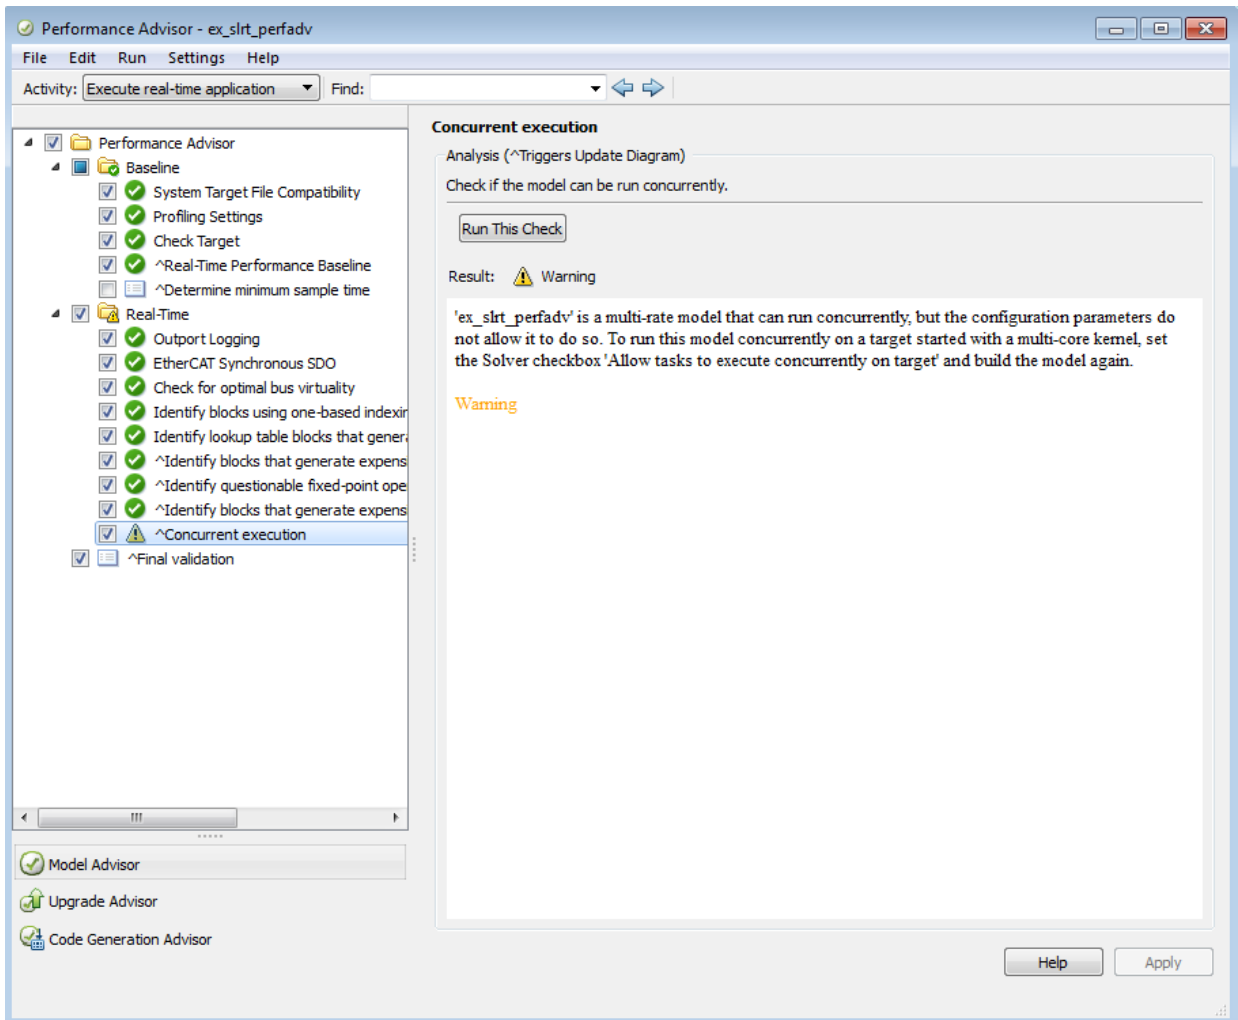 Performance Advisor - ex_slrt_perfadv
File Edit Run Settings Help
Activity: Execute real-time application Find:
Performance Advisor
Baseline
System Target File Compatibility
Profiling Settings
Check Target
^Real-Time Performance Baseline
^Determine minimum sample time
Real-Time
Outport Logging
EtherCAT Synchronous SDO
Check for optimal bus virtuality
Identify blocks using one-based indexin
Identify lookup table blocks that genera
^Identify blocks that generate expens
^Identify questionable fixed-point ope
^Identify blocks that generate expens
^Concurrent execution
^Final validation
Model Advisor
Upgrade Advisor
Code Generation Advisor
Concurrent execution
Analysis (^Triggers Update Diagram)
Check if the model can be run concurrently.
Run This Check
Result: Warning
'ex_slrt_perfadv' is a multi-rate model that can run concurrently, but the configuration parameters do
not allow it to do so. To run this model concurrently on a target started with a multi-core kernel, set
the Solver checkbox 'Allow tasks to execute concurrently on target' and build the model again.
Warning
Help Apply